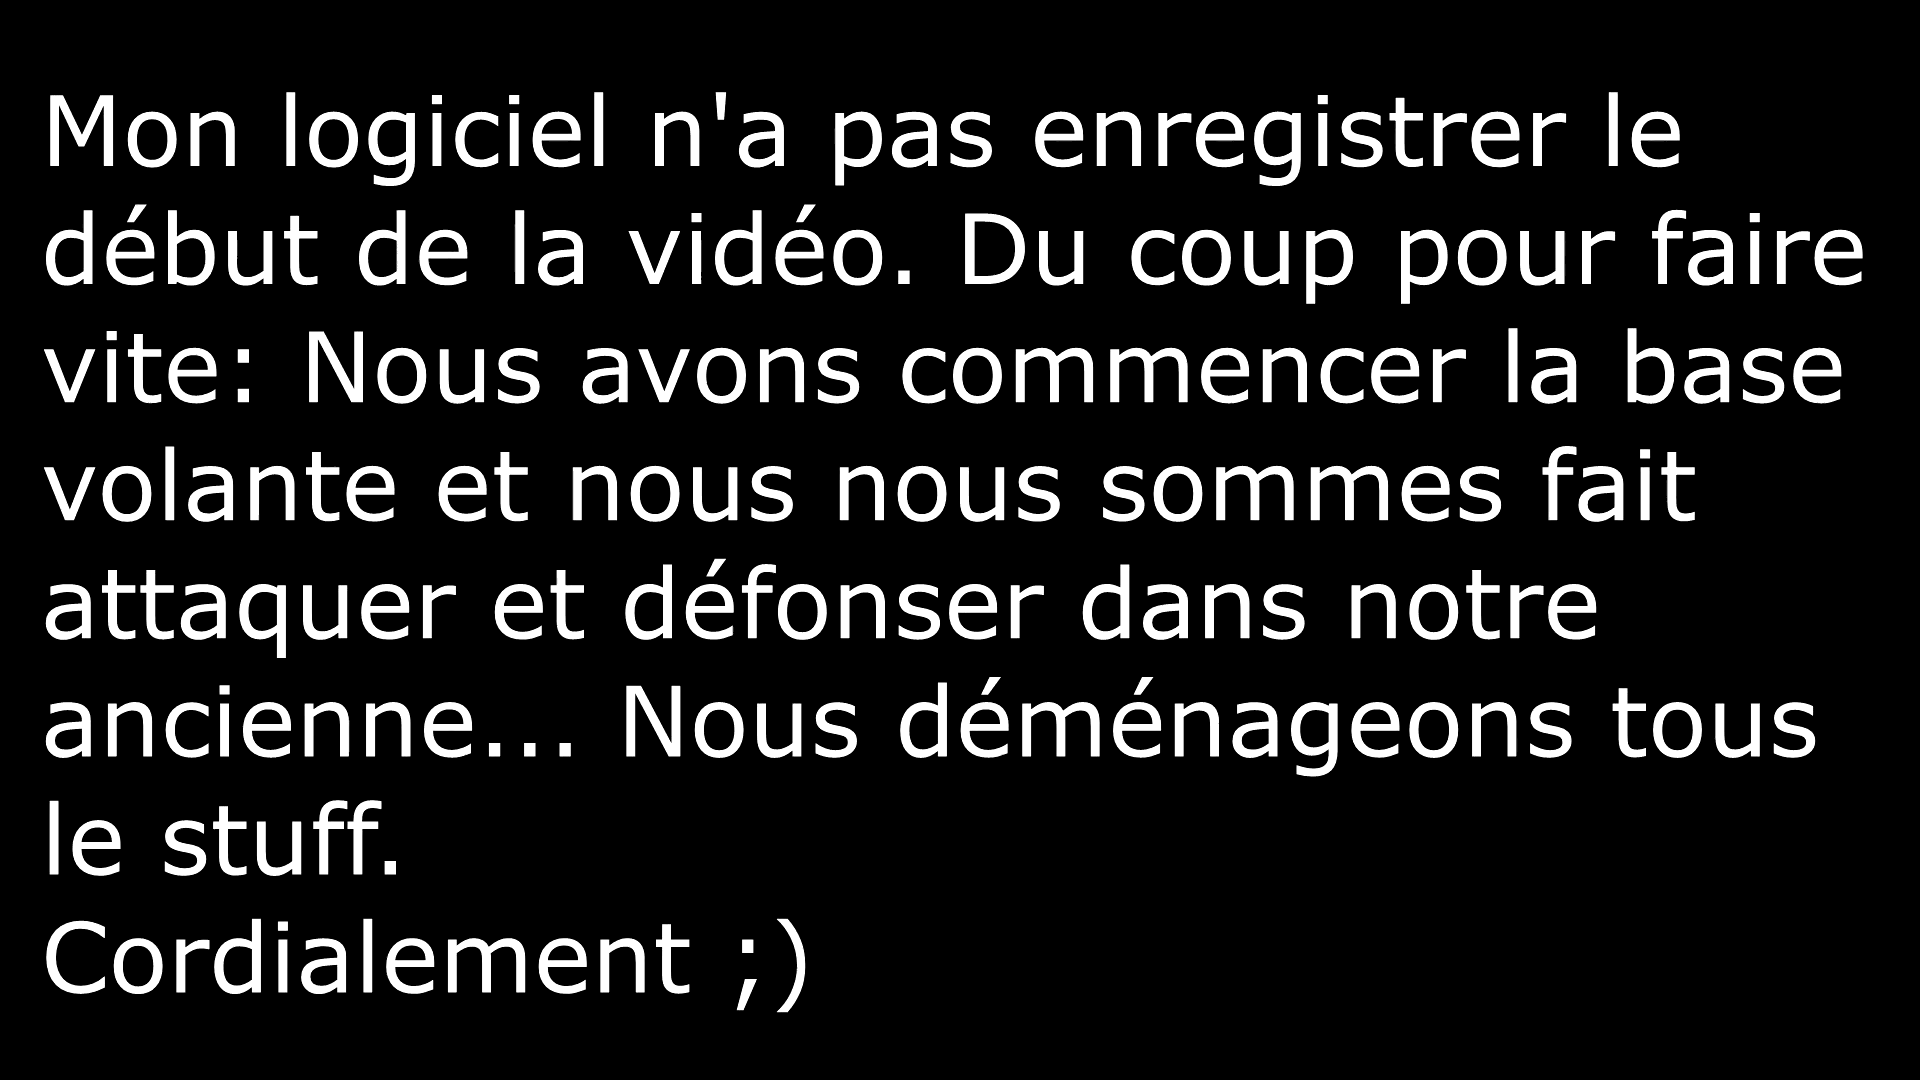 Mon logiciel n'a pas enregistrer le
début de la vidéo. Du coup pour faire
vite: Nous avons commencer la base
volante et nous nous sommes fait
attaquer et défonser dans notre
ancienne... Nous déménageons tous
le stuff.
Cordialement ;)